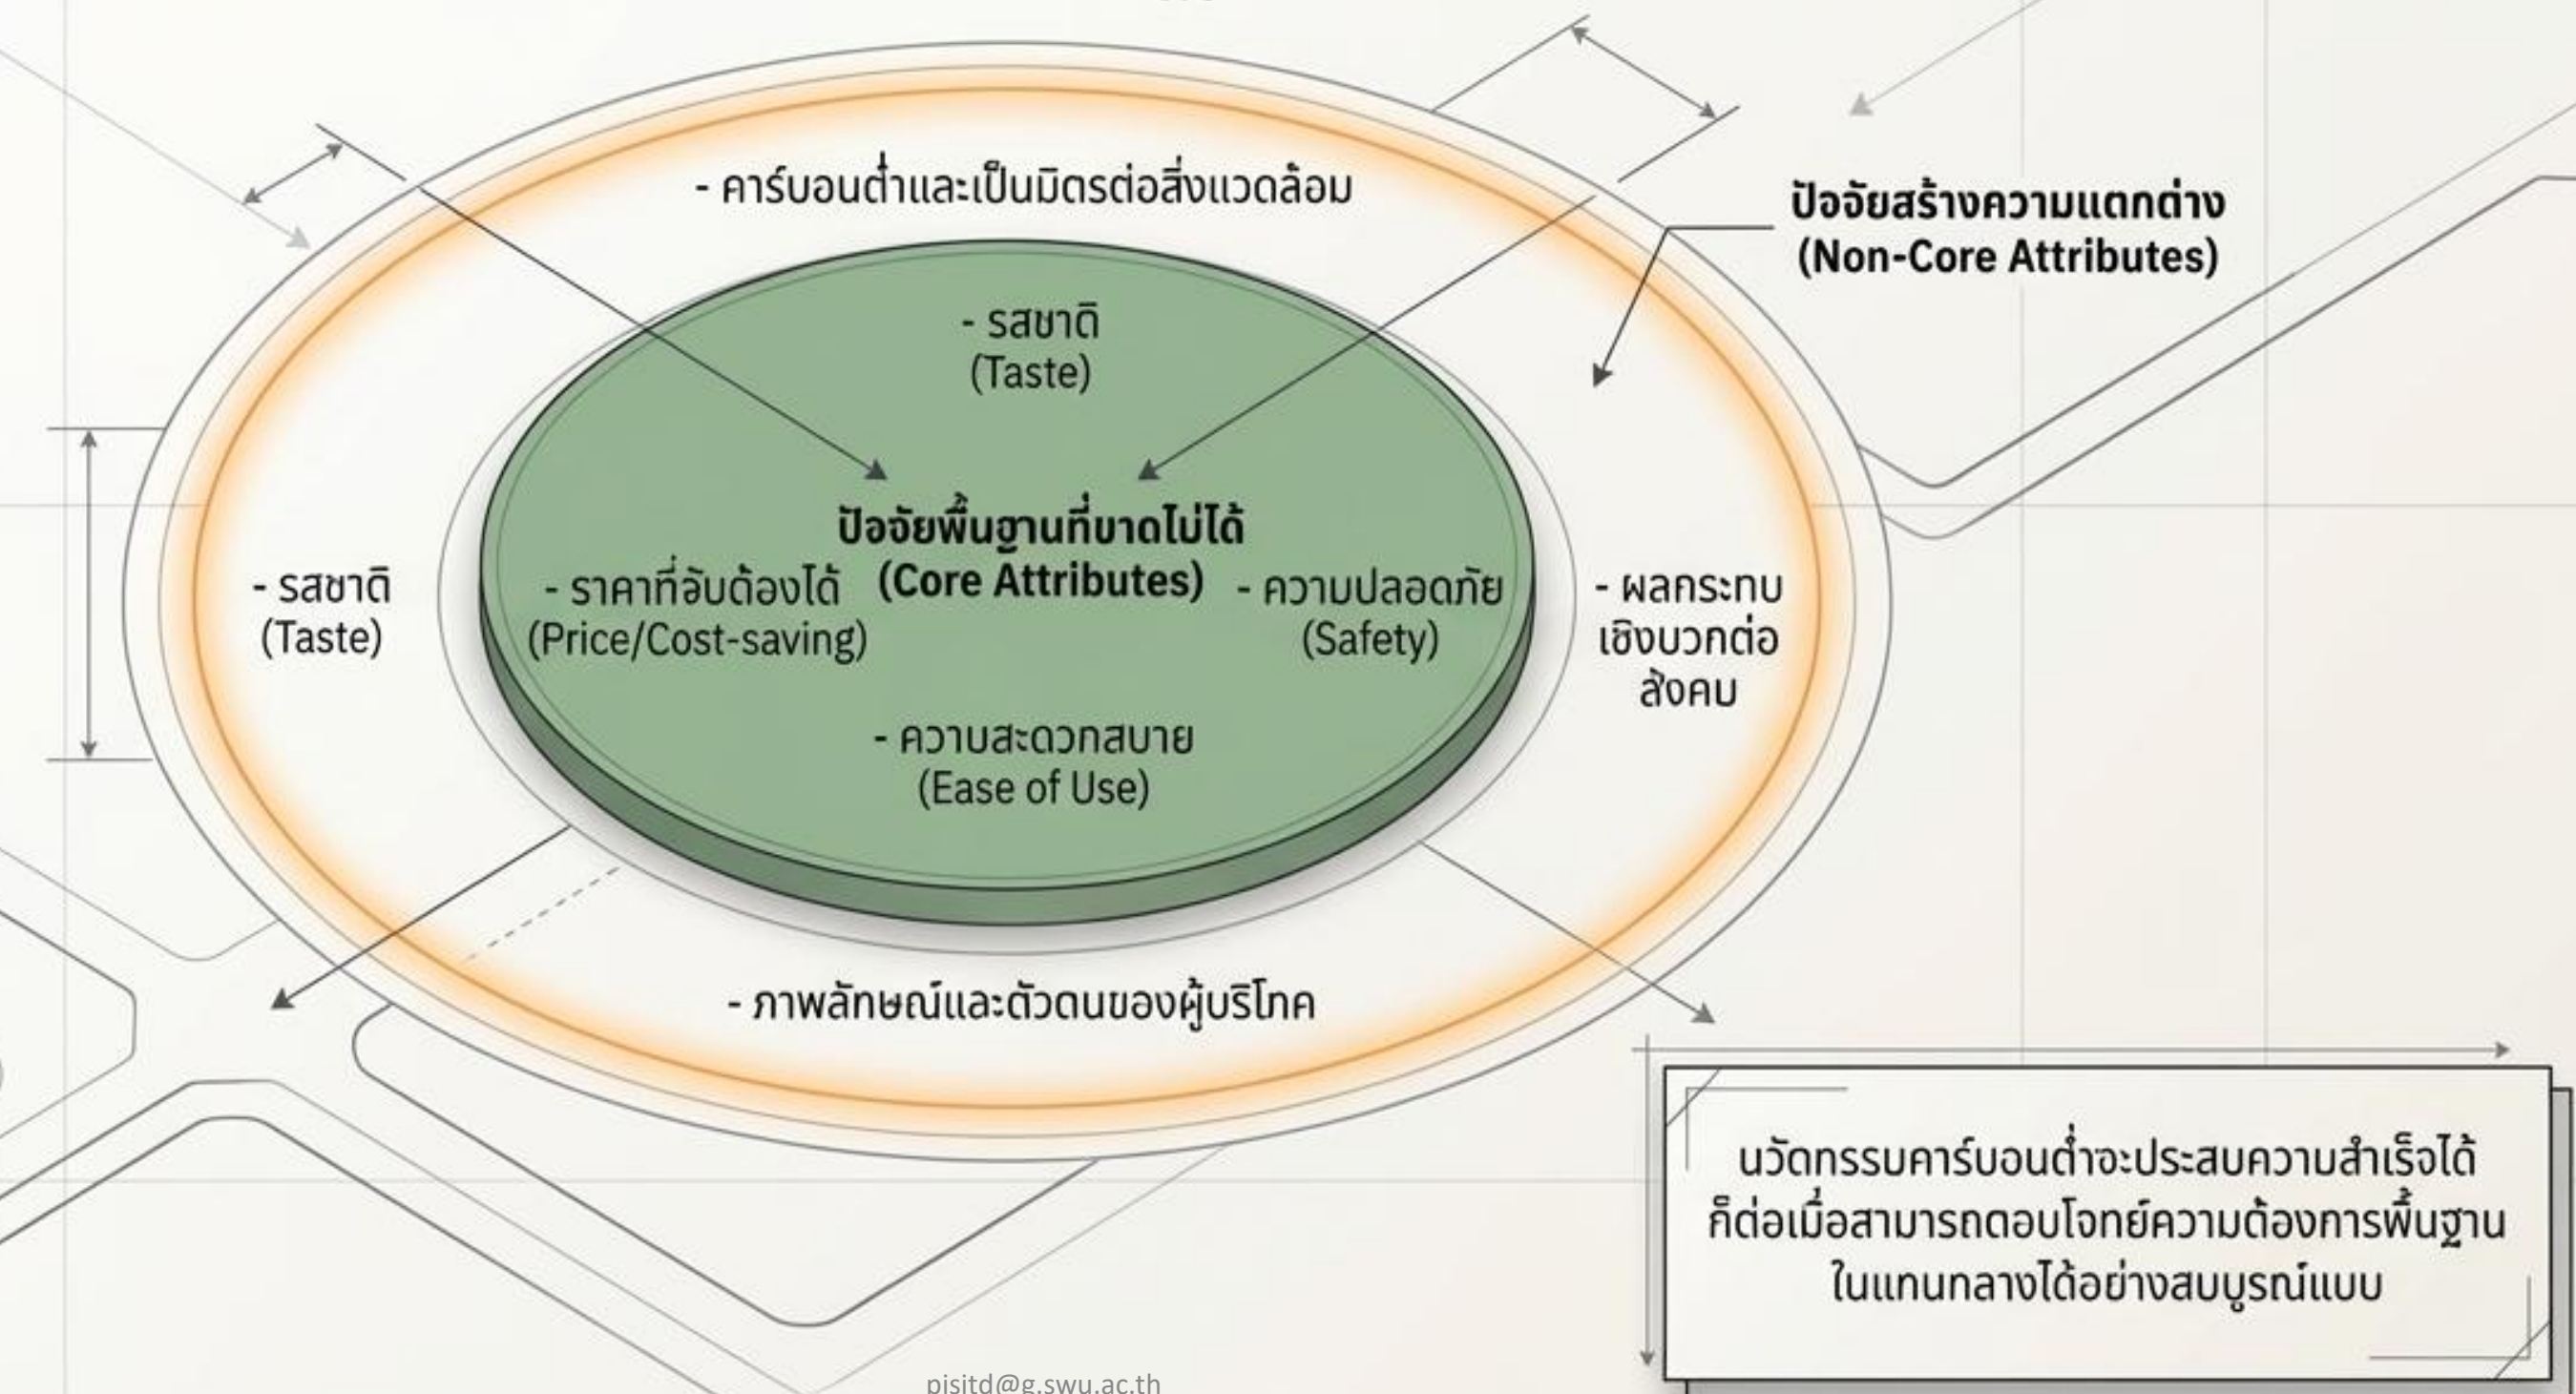 - คาร์บอนต่ำและเป็นมิตรต่อสิ่งแวดล้อม
ปัจจัยสร้างความแตกต่าง
(Non-Core Attributes)
- รสชาติ
(Taste)
ปัจจัยพื้นฐานที่ขาดไม่ได้
(Core Attributes)
- รสชาติ
(Taste)
- ราคาที่จับต้องได้
(Price/Cost-saving)
- ความปลอดภัย
(Safety)
- ผลกระทบ
เชิงบวกต่อ
สังคม
- ความสะดวกสบาย
(Ease of Use)
- ภาพลักษณ์และตัวตนของผู้บริโภค
นวัตกรรมคาร์บอนต่ำจะประสบความสำเร็จได้
ก็ต่อเมื่อสามารถตอบโจทย์ความต้องการพื้นฐาน
ในแกนกลางได้อย่างสมบูรณ์แบบ
pisitd@g.swu.ac.th